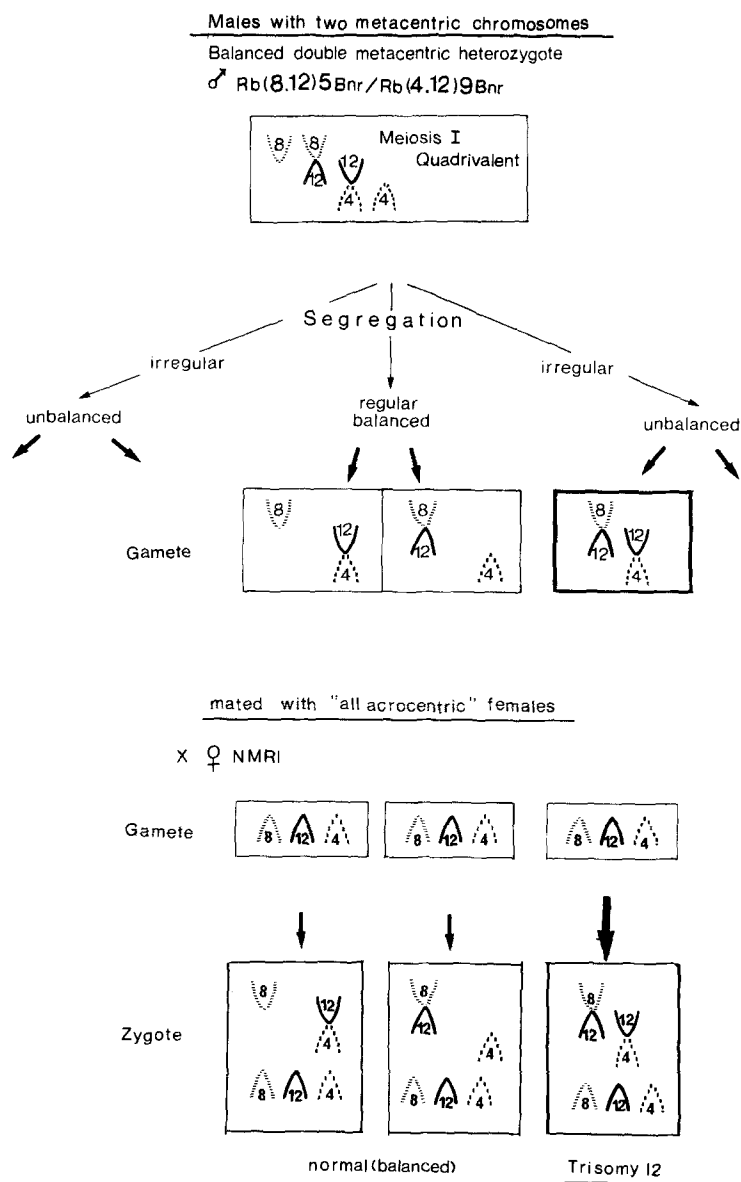 Males with two metacentric chromosomes
Balanced double metacentric heterozygote
♂ Rb(8.12)5Bnr/Rb(4.12)9Bnr
8 8 Meiosis I
12 12 Quadrivalent
4 4
Segregation
irregular irregular
unbalanced regular balanced unbalanced
Gamete
8 12 4
8 12 4
8 12 12 4
mated with "all acrocentric" females
X ♀ NMRI
Gamete
8 12 4
8 12 4
8 12 4
Zygote
8 12 4
8 12 4
8 12 4
8 12 4
8 12 12 4
8 12 4
normal (balanced) Trisomy 12